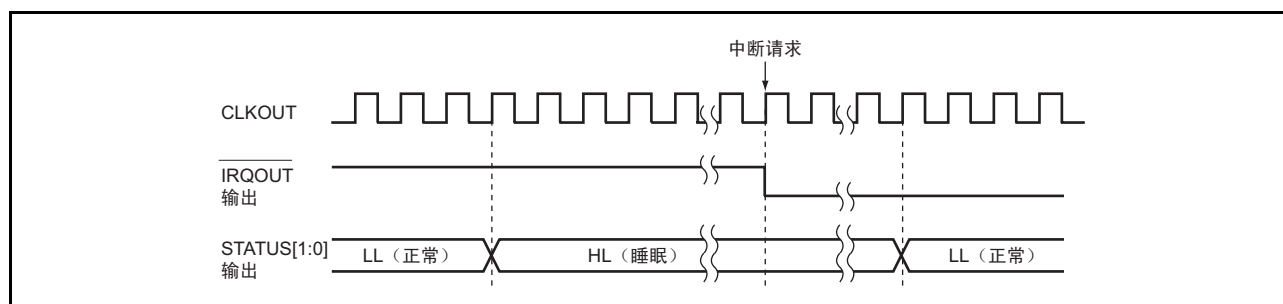 中断请求
CLKOUT
IRQOUT
输出
STATUS[1:0]
输出
LL（正常）
HL（睡眠）
LL（正常）